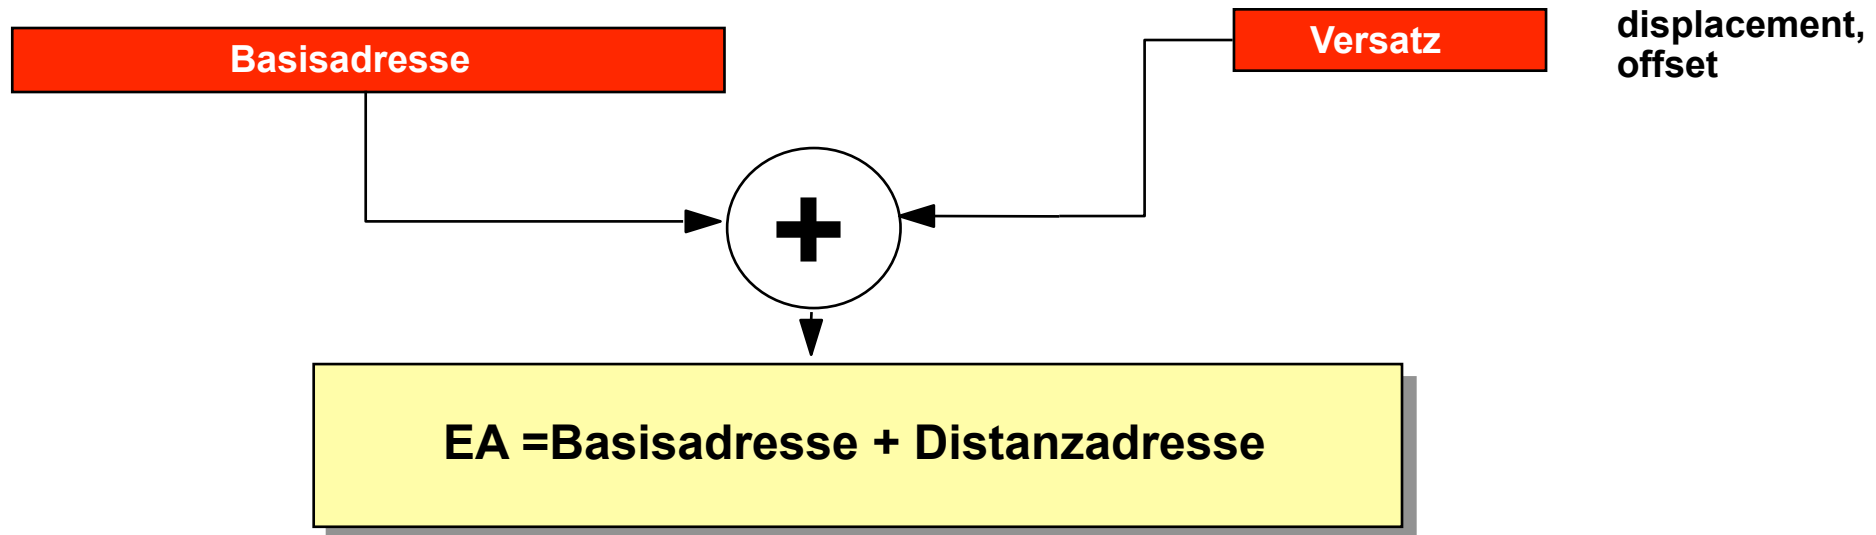 Basisadresse
Versatz
displacement,
offset
+
EA =Basisadresse + Distanzadresse